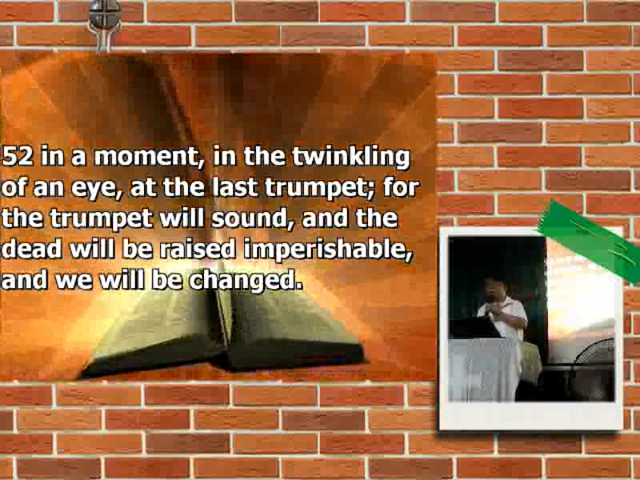 52 in a moment, in the twinkling
of an eye, at the last trumpet; for
the trumpet will sound, and the
dead will be raised imperishable,
and we will be changed.